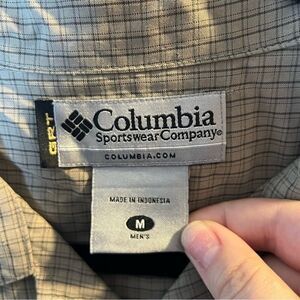 GRT
Columbia
Sportswear Company®
COLUMBIA.COM
MADE IN INDONESIA
M
MEN'S